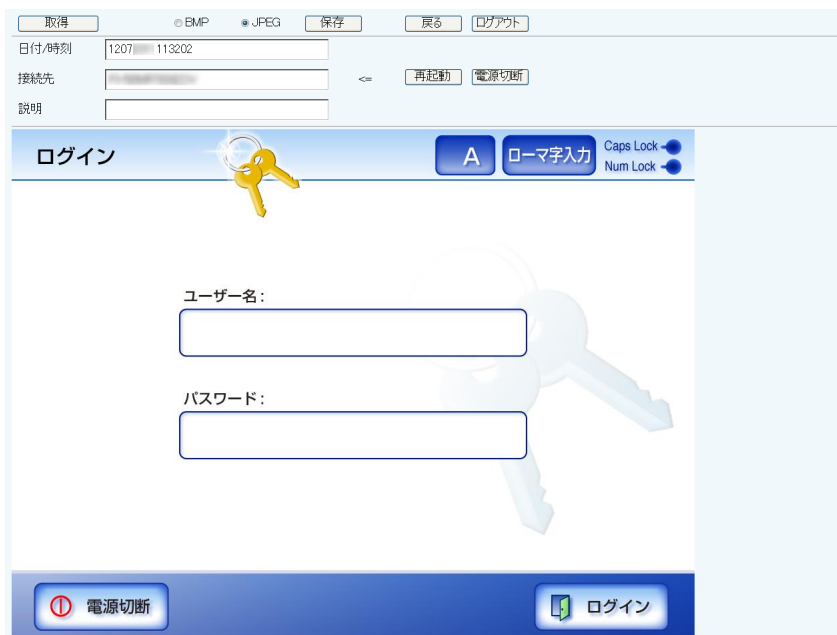 取得 BMP JPEG 保存 戻る ログアウト
日付/時刻 1207 113202
接続先 <= 再起動 電源切断
説明
ログイン A ローマ字入力 Caps Lock
Num Lock
ユーザー名:
パスワード:
電源切断 ログイン